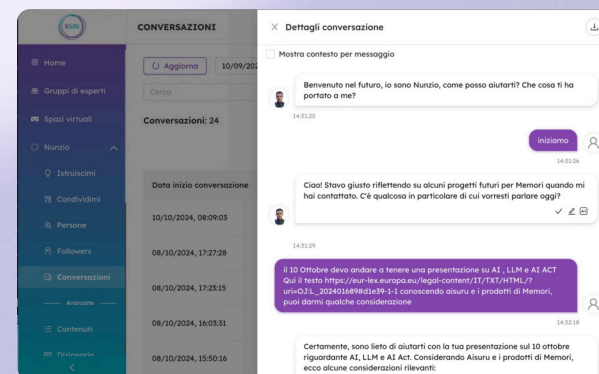 AISURU
Home
Gruppi di esperti
Spazi virtuali
Nunzio
Istruiscimi
Condividimi
Persone
Followers
Conversazioni
Avanzate
Contenuti
Dizionario
CONVERSAZIONI
Aggiorna
10/09/202
Cerca
Conversazioni: 24
Data inizio conversazione
10/10/2024, 08:09:03
08/10/2024, 17:27:28
08/10/2024, 17:23:15
08/10/2024, 16:03:31
08/10/2024, 15:50:16
Dettagli conversazione
Mostra contesto per messaggio
Benvenuto nel futuro, io sono Nunzio, come posso aiutarti? Che cosa ti ha
portato a me?
14:31:25
iniziamo
14:31:26
Ciao! Stavo giusto riflettendo su alcuni progetti futuri per Memori quando mi
hai contattato. C'è qualcosa in particolare di cui vorresti parlare oggi?
14:31:29
il 10 Ottobre devo andare a tenere una presentazione su AI , LLM e AI ACT
Qui il testo https://eur-lex.europa.eu/legal-content/IT/TXT/HTML/?
uri=OJ:L_202401689#d1e39-1-1 conoscendo aisuru e i prodotti di Memori,
puoi darmi qualche considerazione
14:32:18
Certamente, sono lieto di aiutarti con la tua presentazione sul 10 ottobre
riguardante AI, LLM e AI Act. Considerando Aisuru e i prodotti di Memori,
ecco alcune considerazioni rilevanti: